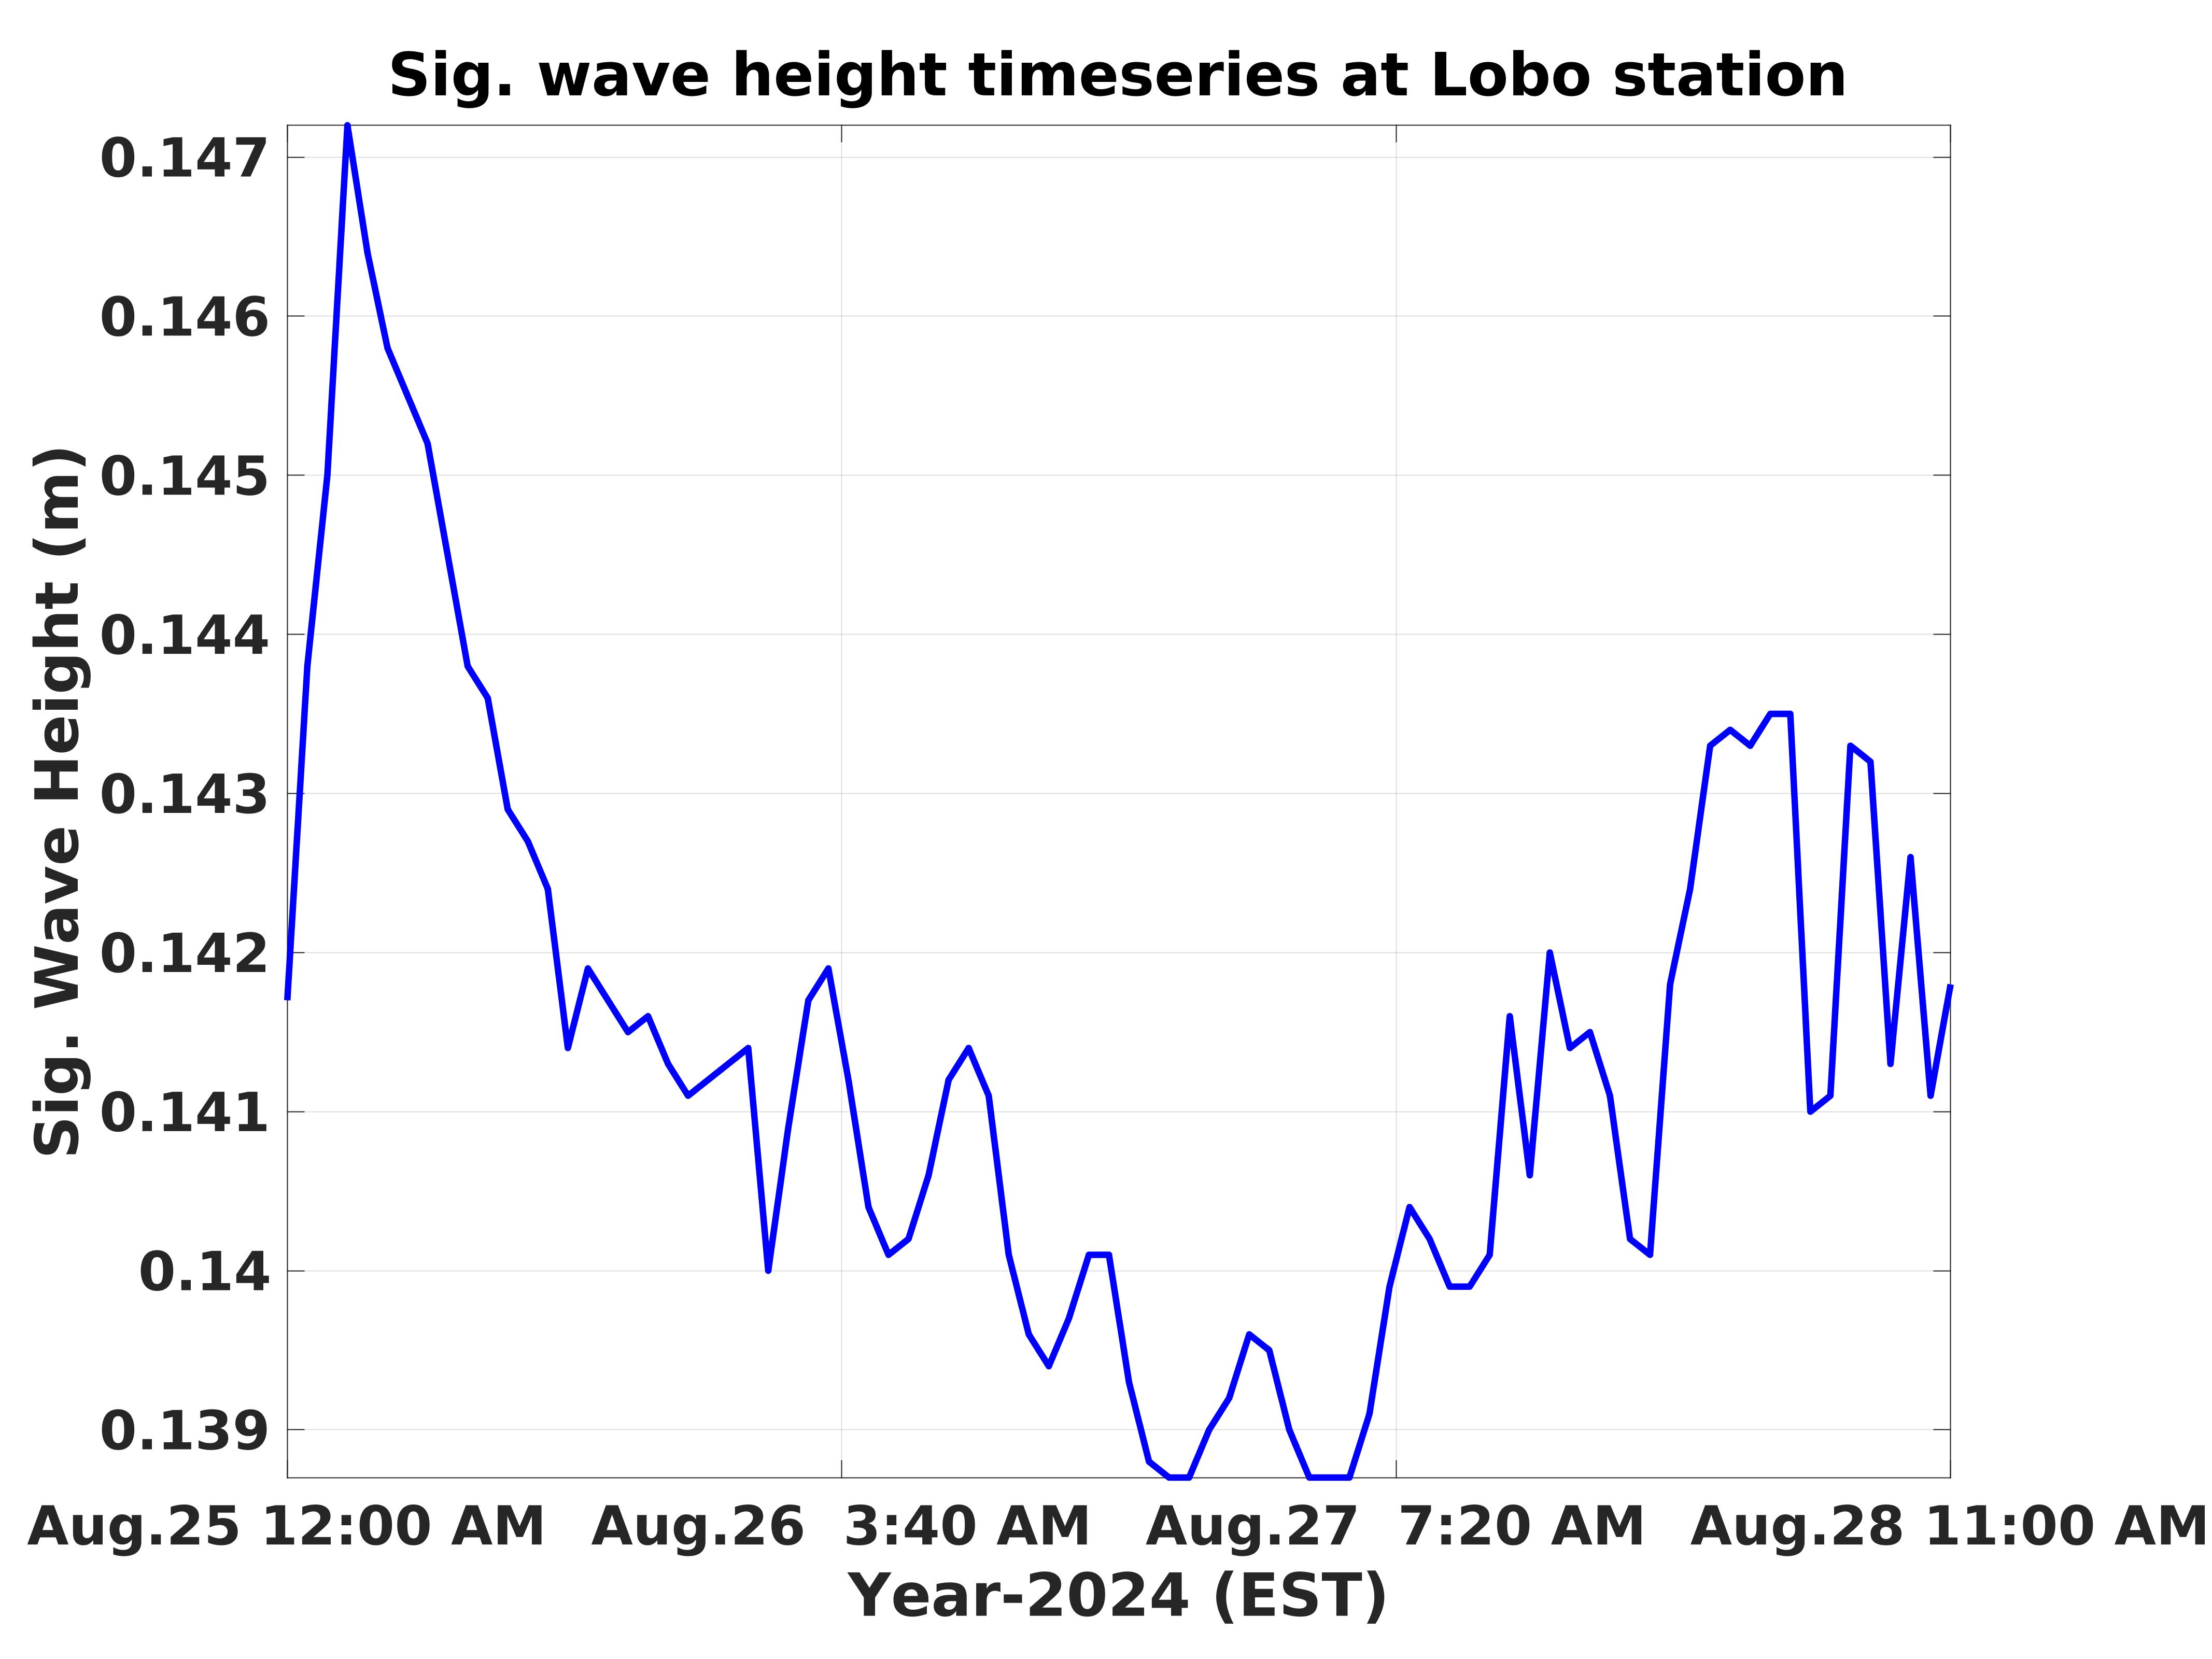 Sig. wave height timeseries at Lobo station
Sig. Wave Height (m)
0.147
0.146
0.145
0.144
0.143
0.142
0.141
0.14
0.139
Aug.25 12:00 AM Aug.26 3:40 AM Aug.27 7:20 AM Aug.28 11:00 AM
Year-2024 (EST)